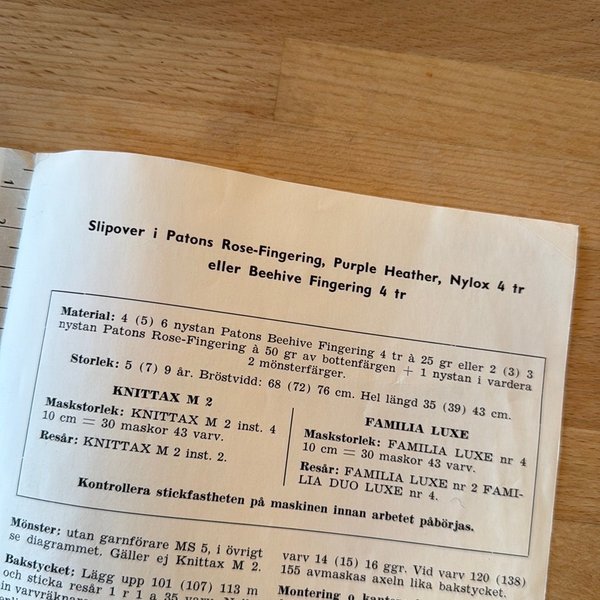 Slipover i Patons Rose-Fingering, Purple Heather, Nylox 4 tr
eller Beehive Fingering 4 tr
Material: 4 (5) 6 nystan Patons Beehive Fingering 4 tr à 25 gr eller 2 (3) 3
nystan Patons Rose-Fingering à 50 gr av bottenfärgen + 1 nystan i vardera
2 mönsterfärger.
Storlek: 5 (7) 9 år. Bröstvidd: 68 (72) 76 cm. Hel längd 35 (39) 43 cm.
KNITTAX M 2
Maskstorlek: KNITTAX M 2 inst. 4
10 cm = 30 maskor 43 varv.
Resår: KNITTAX M 2 inst. 2.
FAMILIA LUXE
Maskstorlek: FAMILIA LUXE nr 4
10 cm = 30 maskor 43 varv.
Resår: FAMILIA LUXE nr 2 FAMI-
LIA DUO LUXE nr 4.
Kontrollera stickfastheten på maskinen innan arbetet påbörjas.
Mönster: utan garnförare MS 5, i övrigt
se diagrammet. Gäller ej Knittax M 2.
Bakstycket: Lägg upp 101 (107) 113 m
och sticka resår 1 r 1 a 35 varv.
varv 14 (15) 16 ggr. Vid varv 120 (138)
155 avmaskas axeln lika bakstycket.